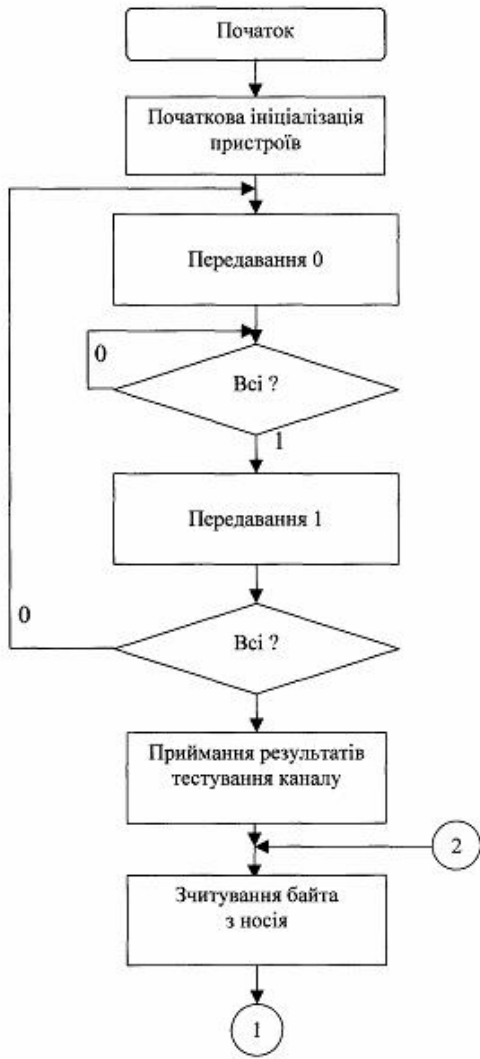 Початок
Початкова ініціалізація
пристроїв
Передавання 0
0
Всі ?
1
Передавання 1
0
Всі ?
Приймання результатів
тестування каналу
2
Зчитування байта
з носія
1